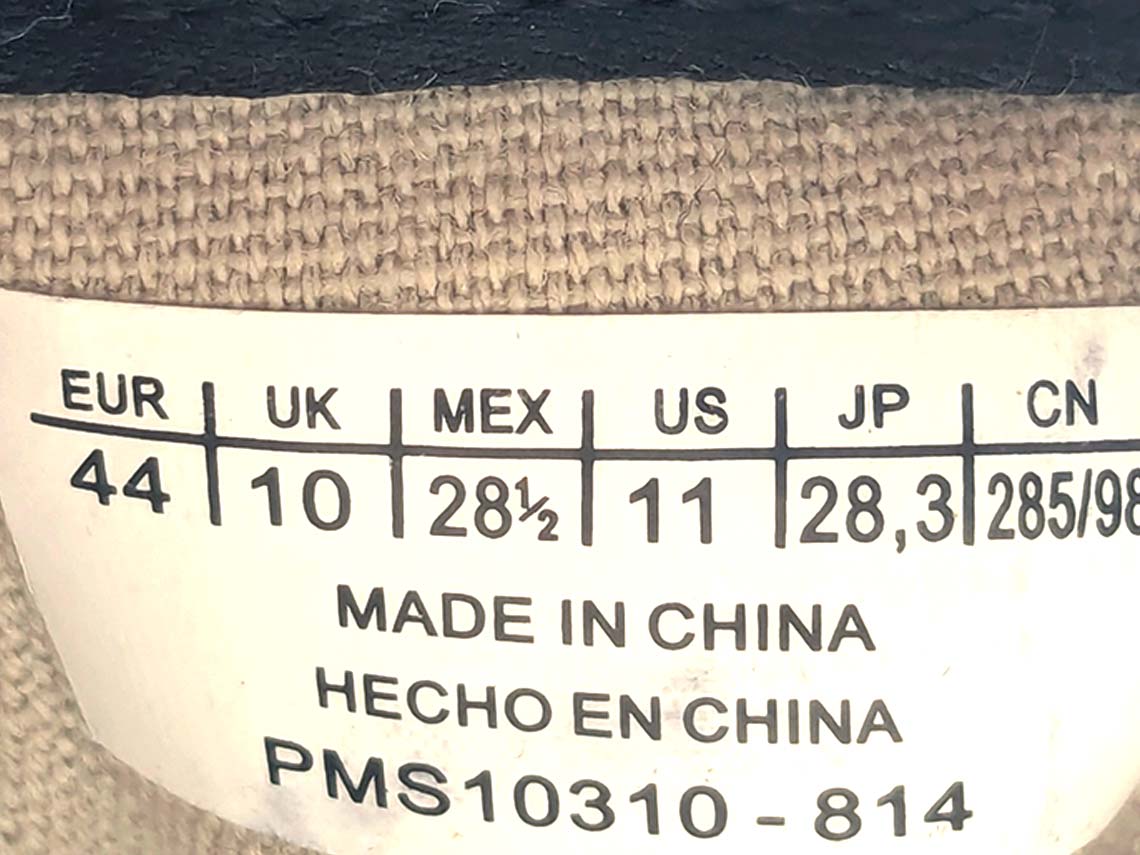 EUR UK MEX US JP CN
44 10 28½ 11 28,3 285/98
MADE IN CHINA
HECHO EN CHINA
PMS10310 - 814